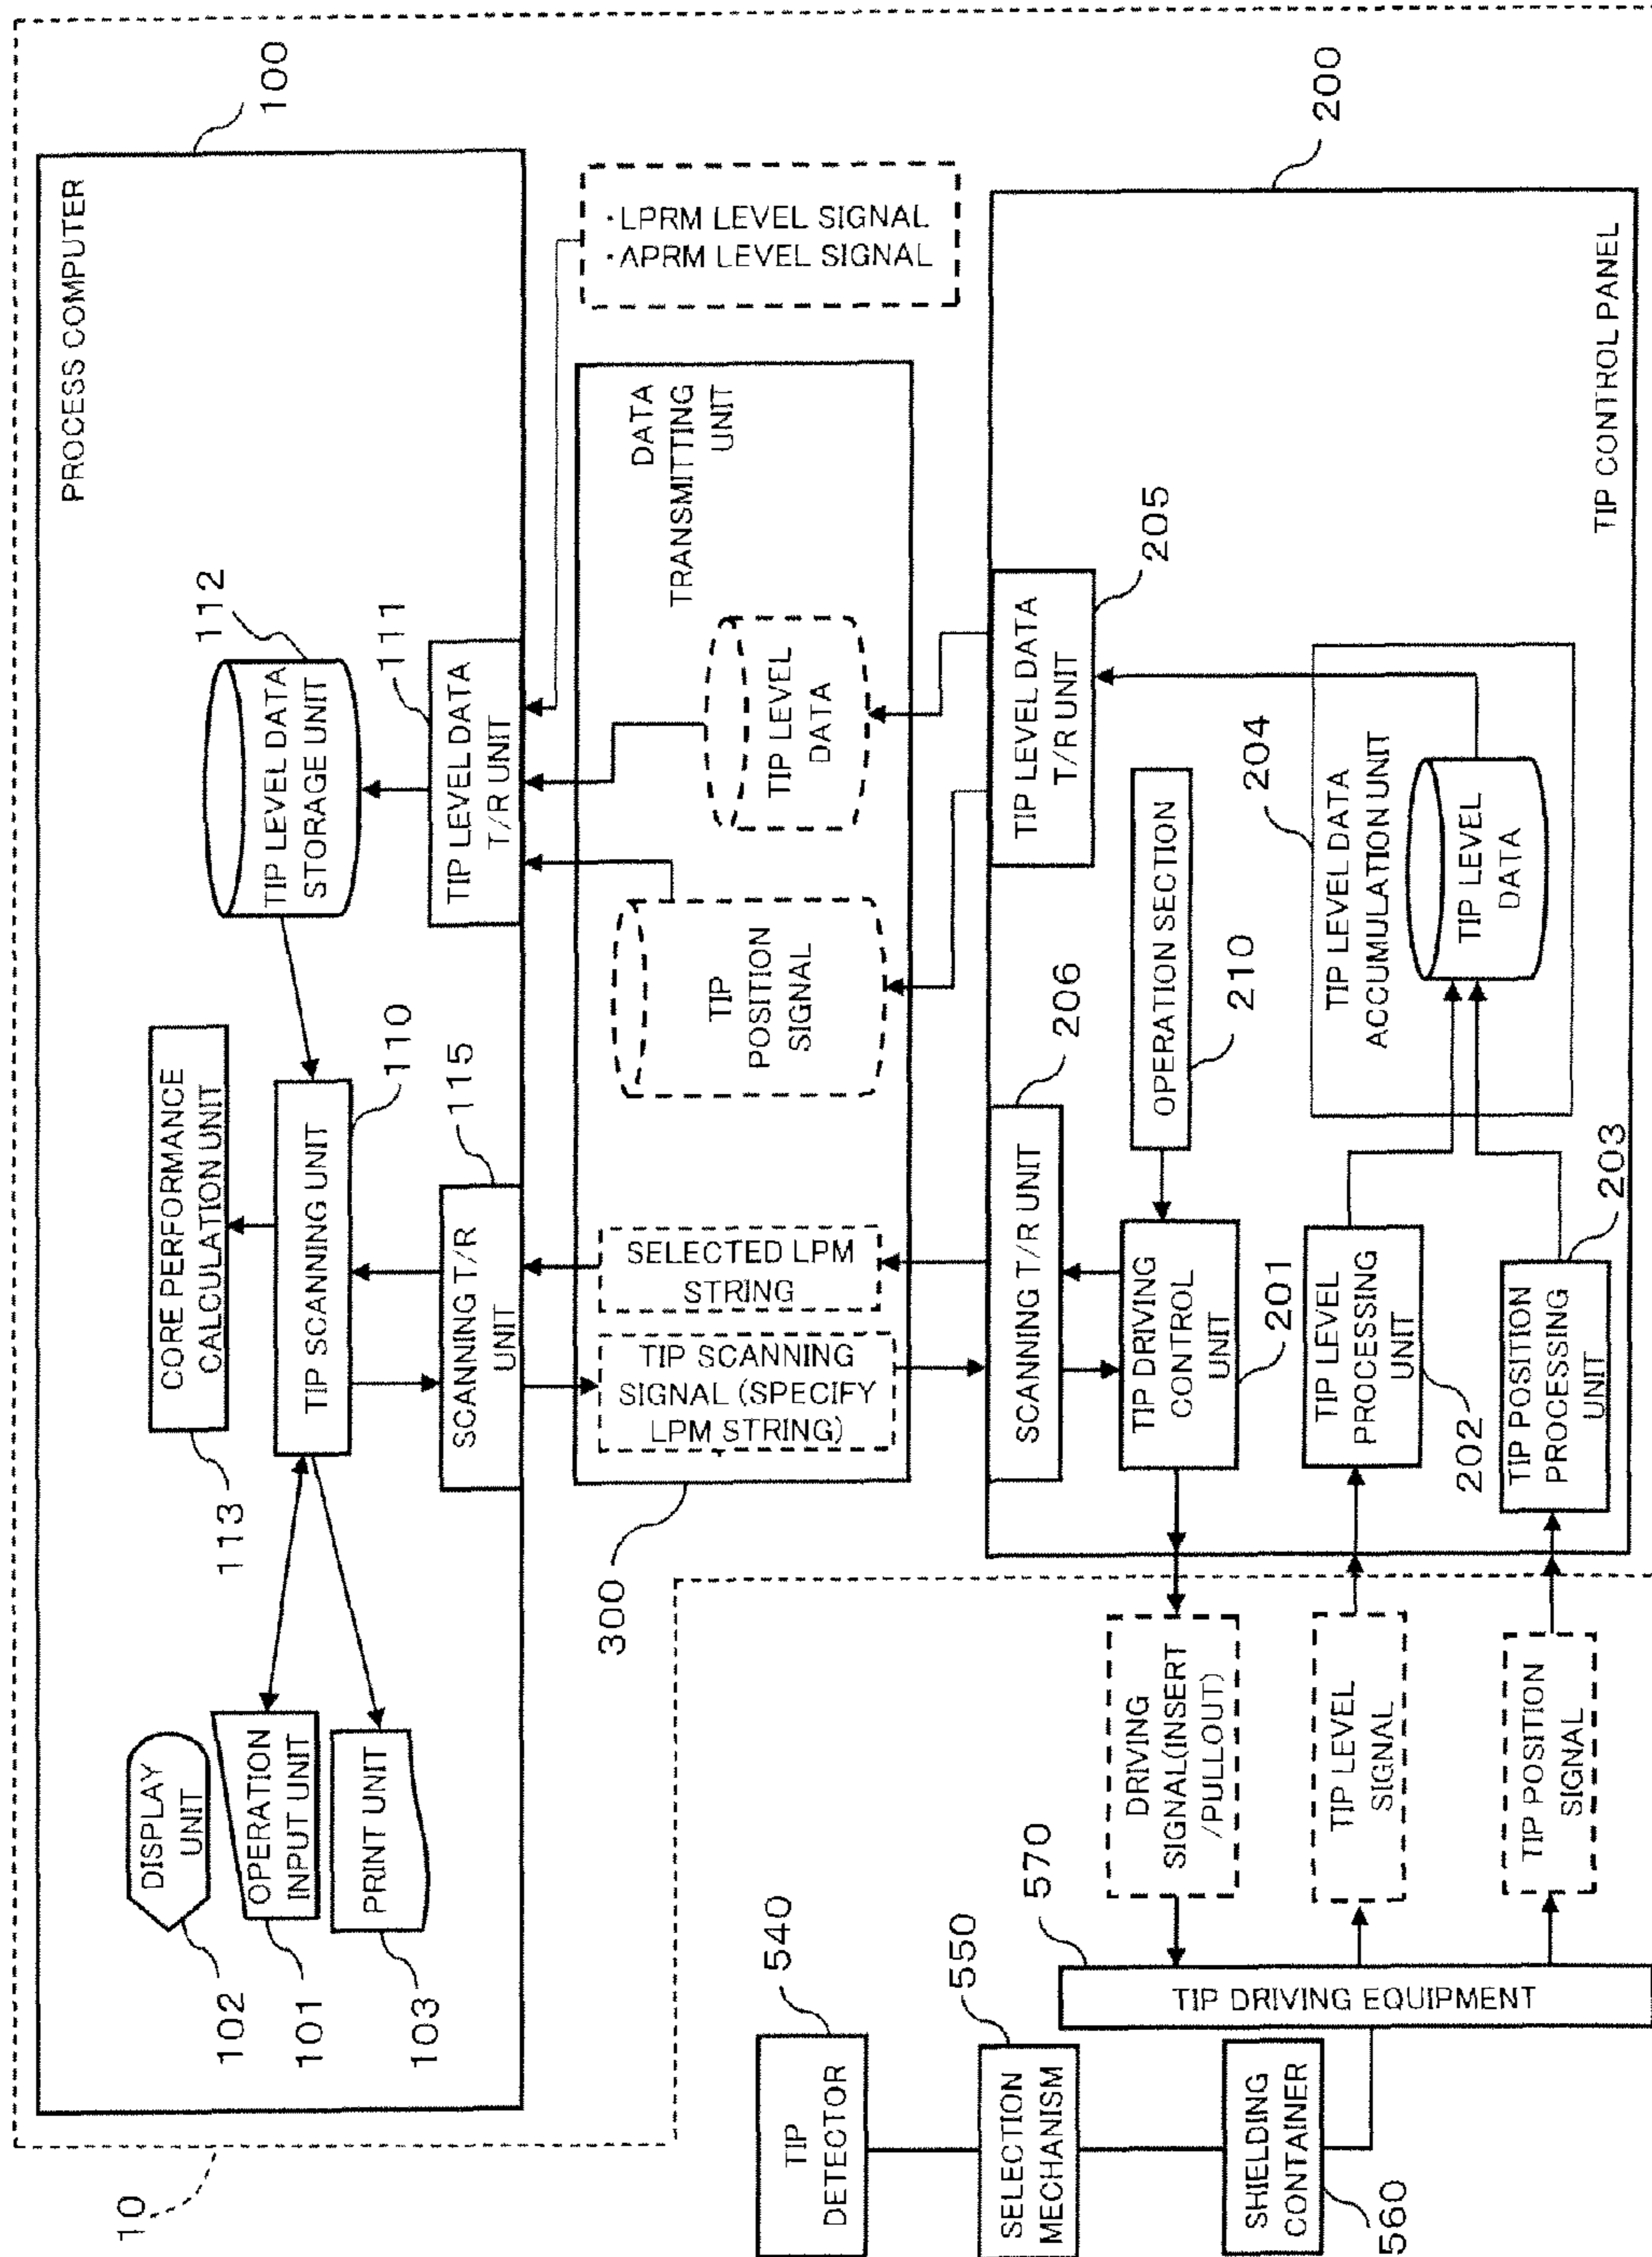 10
PROCESS COMPUTER
100
DISPLAY
UNIT
102
OPERATION
INPUT UNIT
101
PRINT UNIT
103
CORE PERFORMANCE
CALCULATION UNIT
113
TIP SCANNING UNIT
110
SCANNING T/R
UNIT
115
TIP LEVEL DATA
STORAGE UNIT
112
TIP LEVEL DATA
T/R UNIT
111
・LPRM LEVEL SIGNAL
・APRM LEVEL SIGNAL
300
TIP SCANNING
SIGNAL (SPECIFY
LPM STRING)
SELECTED LPM
STRING
TIP
POSITION
SIGNAL
TIP LEVEL
DATA
DATA
TRANSMITTING
UNIT
200
TIP CONTROL PANEL
SCANNING T/R UNIT
206
TIP LEVEL DATA
T/R UNIT
205
TIP DRIVING
CONTROL
UNIT
201
OPERATION SECTION
210
TIP LEVEL
PROCESSING
UNIT
202
TIP POSITION
PROCESSING
UNIT
203
204
TIP LEVEL DATA
ACCUMULATION UNIT
TIP LEVEL
DATA
DRIVING
SIGNAL(INSERT
/PULLOUT)
TIP LEVEL
SIGNAL
TIP POSITION
SIGNAL
TIP
DETECTOR
540
SELECTION
MECHANISM
550
SHIELDING
CONTAINER
560
570
TIP DRIVING EQUIPMENT